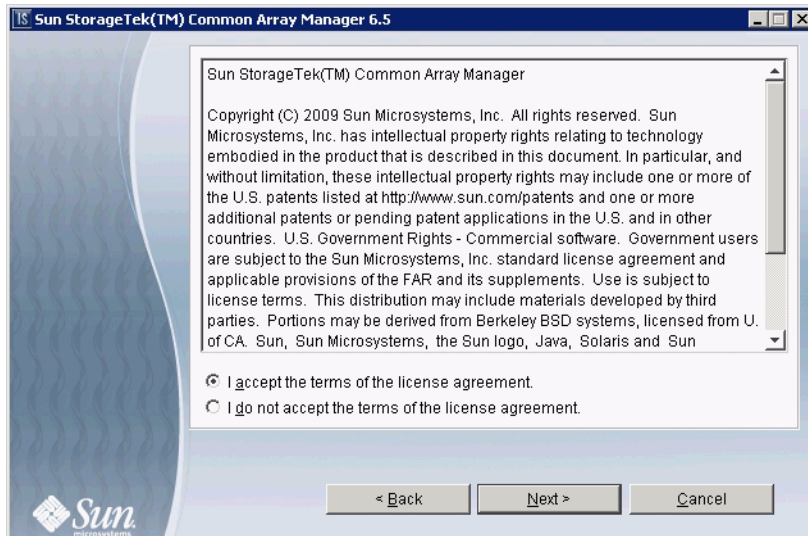 IS Sun StorageTek(TM) Common Array Manager 6.5
Sun StorageTek(TM) Common Array Manager
Copyright (C) 2009 Sun Microsystems, Inc. All rights reserved. Sun
Microsystems, Inc. has intellectual property rights relating to technology
embodied in the product that is described in this document. In particular, and
without limitation, these intellectual property rights may include one or more of
the U.S. patents listed at http://www.sun.com/patents and one or more
additional patents or pending patent applications in the U.S. and in other
countries. U.S. Government Rights - Commercial software. Government users
are subject to the Sun Microsystems, Inc. standard license agreement and
applicable provisions of the FAR and its supplements. Use is subject to
license terms. This distribution may include materials developed by third
parties. Portions may be derived from Berkeley BSD systems, licensed from U.
of CA. Sun, Sun Microsystems, the Sun logo, Java, Solaris and Sun
I accept the terms of the license agreement.
I do not accept the terms of the license agreement.
< Back Next > Cancel
Sun
microsystems